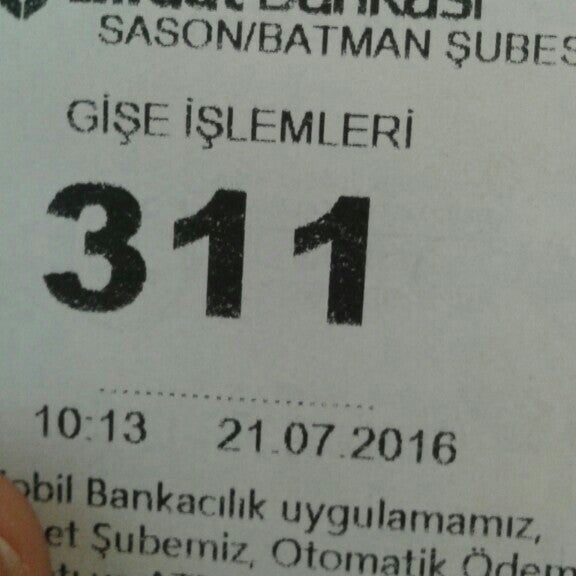 Bankası
SASON/BATMAN ŞUBES
GİŞE İŞLEMLERİ
311
10:13 21.07.2016
obil Bankacılık uygulamamız,
et Şubemiz, Otomatik Ödem